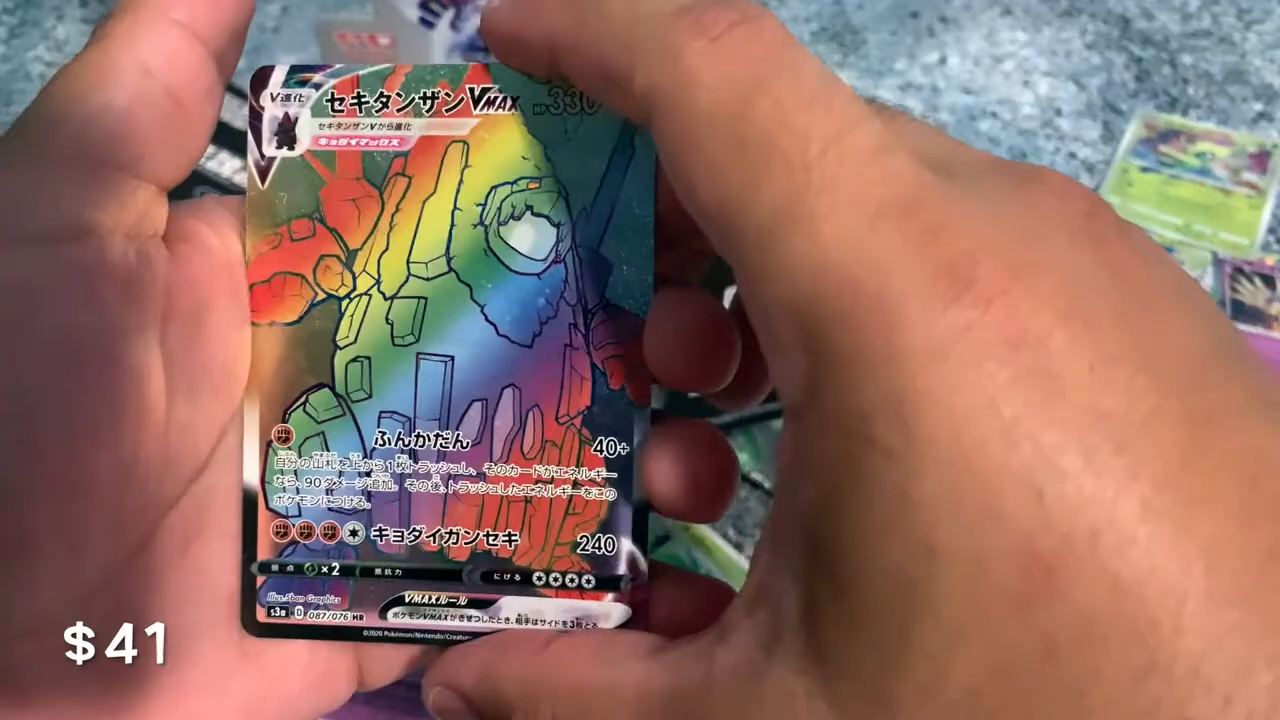 V進化
セキタンザンVMAX
HP330
セキタンザンVから進化
キョダイマックス
ふんかだん 40+
自分の山札を上から1枚トラッシュし、そのカードがエネルギー
なら、90ダメージ追加。その後、トラッシュしたエネルギーをこの
ポケモンにつける。
キョダイガンセキ 240
弱点 ×2 抵抗力 にげる
Illus. 5ban Graphics
VMAXルール
s3a D 087/076 HR
ポケモンVMAXがきぜつしたとき、相手はサイドを3枚とる
©2020 Pokémon/Nintendo/Creatur
$41